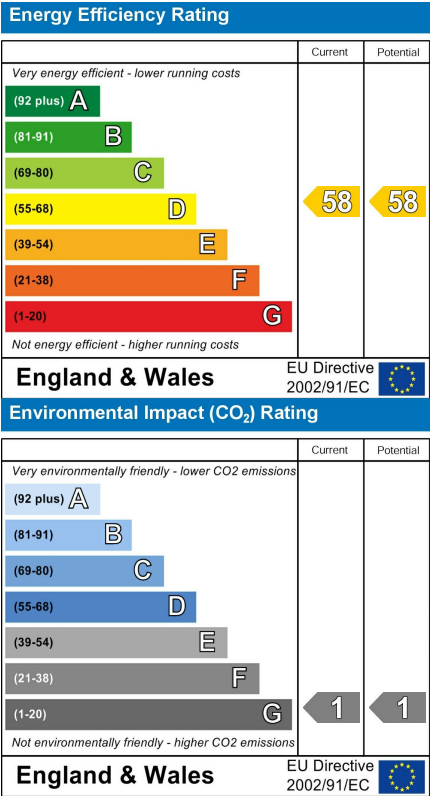 Energy Efficiency Rating
Current Potential
Very energy efficient - lower running costs
(92 plus) A
(81-91) B
(69-80) C
(55-68) D 58 58
(39-54) E
(21-38) F
(1-20) G
Not energy efficient - higher running costs
England & Wales
EU Directive
2002/91/EC
Environmental Impact (CO₂) Rating
Current Potential
Very environmentally friendly - lower CO2 emissions
(92 plus) A
(81-91) B
(69-80) C
(55-68) D
(39-54) E
(21-38) F
(1-20) G 1 1
Not environmentally friendly - higher CO2 emissions
England & Wales
EU Directive
2002/91/EC